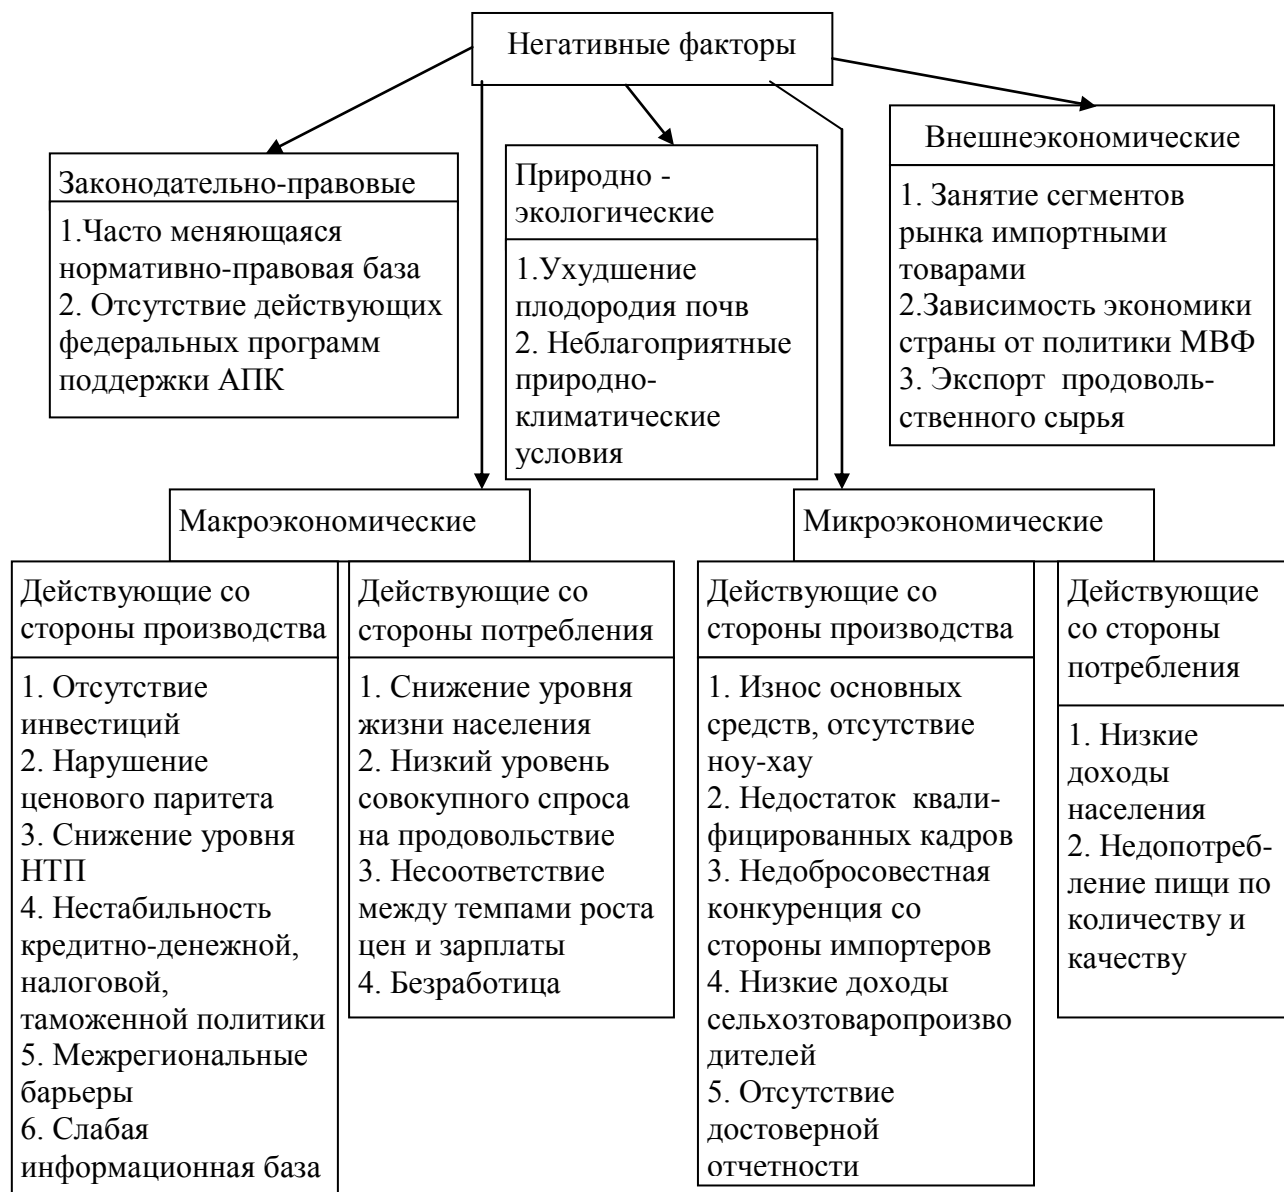 Негативные факторы
Законодательно-правовые
1.Часто меняющаяся
нормативно-правовая база
2. Отсутствие действующих
федеральных программ
поддержки АПК
Природно -
экологические
1.Ухудшение
плодородия почв
2. Неблагоприятные
природно-
климатические
условия
Внешнеэкономические
1. Занятие сегментов
рынка импортными
товарами
2.Зависимость экономики
страны от политики МВФ
3. Экспорт продоволь-
ственного сырья
Макроэкономические
Действующие со
стороны производства
1. Отсутствие
инвестиций
2. Нарушение
ценового паритета
3. Снижение уровня
НТП
4. Нестабильность
кредитно-денежной,
налоговой,
таможенной политики
5. Межрегиональные
барьеры
6. Слабая
информационная база
Действующие со
стороны потребления
1. Снижение уровня
жизни населения
2. Низкий уровень
совокупного спроса
на продовольствие
3. Несоответствие
между темпами роста
цен и зарплаты
4. Безработица
Микроэкономические
Действующие со
стороны производства
1. Износ основных
средств, отсутствие
ноу-хау
2. Недостаток квали-
фицированных кадров
3. Недобросовестная
конкуренция со
стороны импортеров
4. Низкие доходы
сельхозтоваропроизво
дителей
5. Отсутствие
достоверной
отчетности
Действующие
со стороны
потребления
1. Низкие
доходы
населения
2. Недопотреб-
ление пищи по
количеству и
качеству